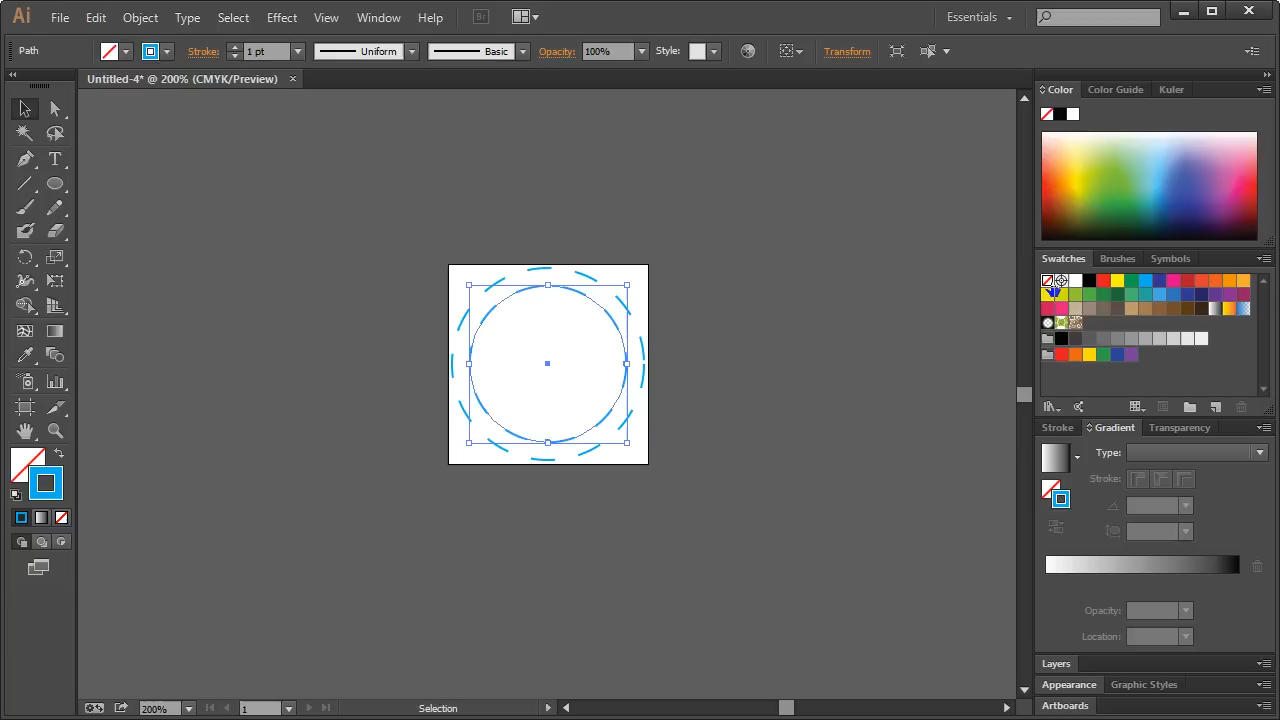 Ai File Edit Object Type Select Effect View Window Help Br Essentials
Path Stroke: 1 pt Uniform Basic Opacity: 100% Style: Transform
Untitled-4* @ 200% (CMYK/Preview)
Color Color Guide Kuler
Swatches Brushes Symbols
Stroke Gradient Transparency
Type:
Stroke:
Opacity:
Location:
Layers
Appearance Graphic Styles
Artboards
200% 1 Selection